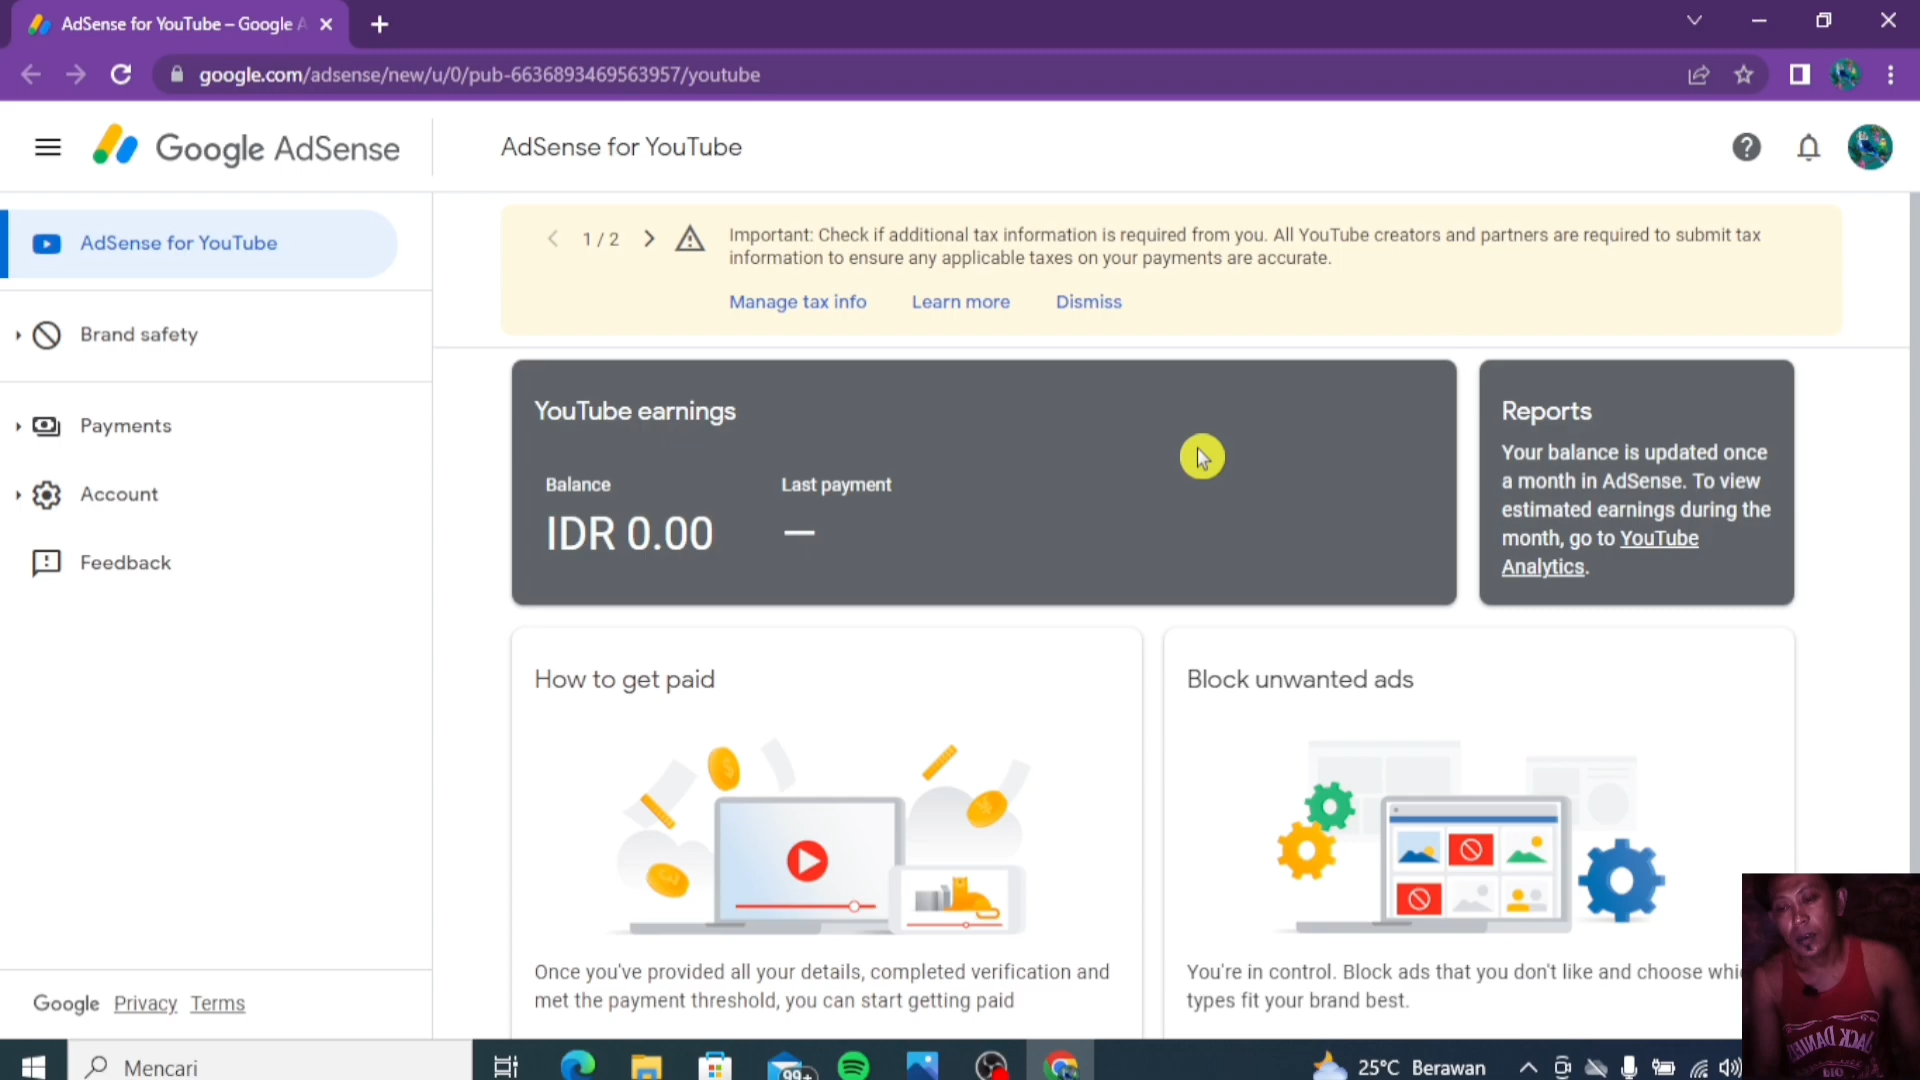 AdSense for YouTube – Google A
google.com/adsense/new/u/0/pub-6636893469563957/youtube
Google AdSense
AdSense for YouTube
AdSense for YouTube
Brand safety
Payments
Account
Feedback
Google Privacy Terms
1 / 2
Important: Check if additional tax information is required from you. All YouTube creators and partners are required to submit tax
information to ensure any applicable taxes on your payments are accurate.
Manage tax info Learn more Dismiss
YouTube earnings
Balance Last payment
IDR 0.00 —
Reports
Your balance is updated once
a month in AdSense. To view
estimated earnings during the
month, go to YouTube
Analytics.
How to get paid
Once you've provided all your details, completed verification and
met the payment threshold, you can start getting paid
Block unwanted ads
You're in control. Block ads that you don't like and choose
types fit your brand best.
JACK DANIEL
Mencari
99+
25°C Berawan